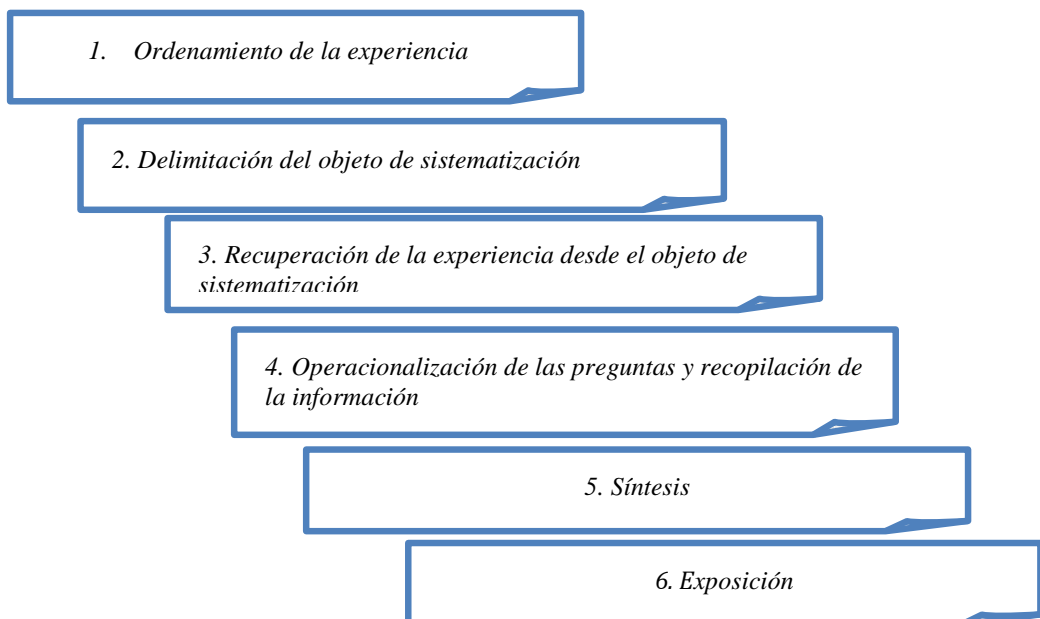 1. Ordenamiento de la experiencia
2. Delimitación del objeto de sistematización
3. Recuperación de la experiencia desde el objeto de
sistematización
4. Operacionalización de las preguntas y recopilación de
la información
5. Síntesis
6. Exposición